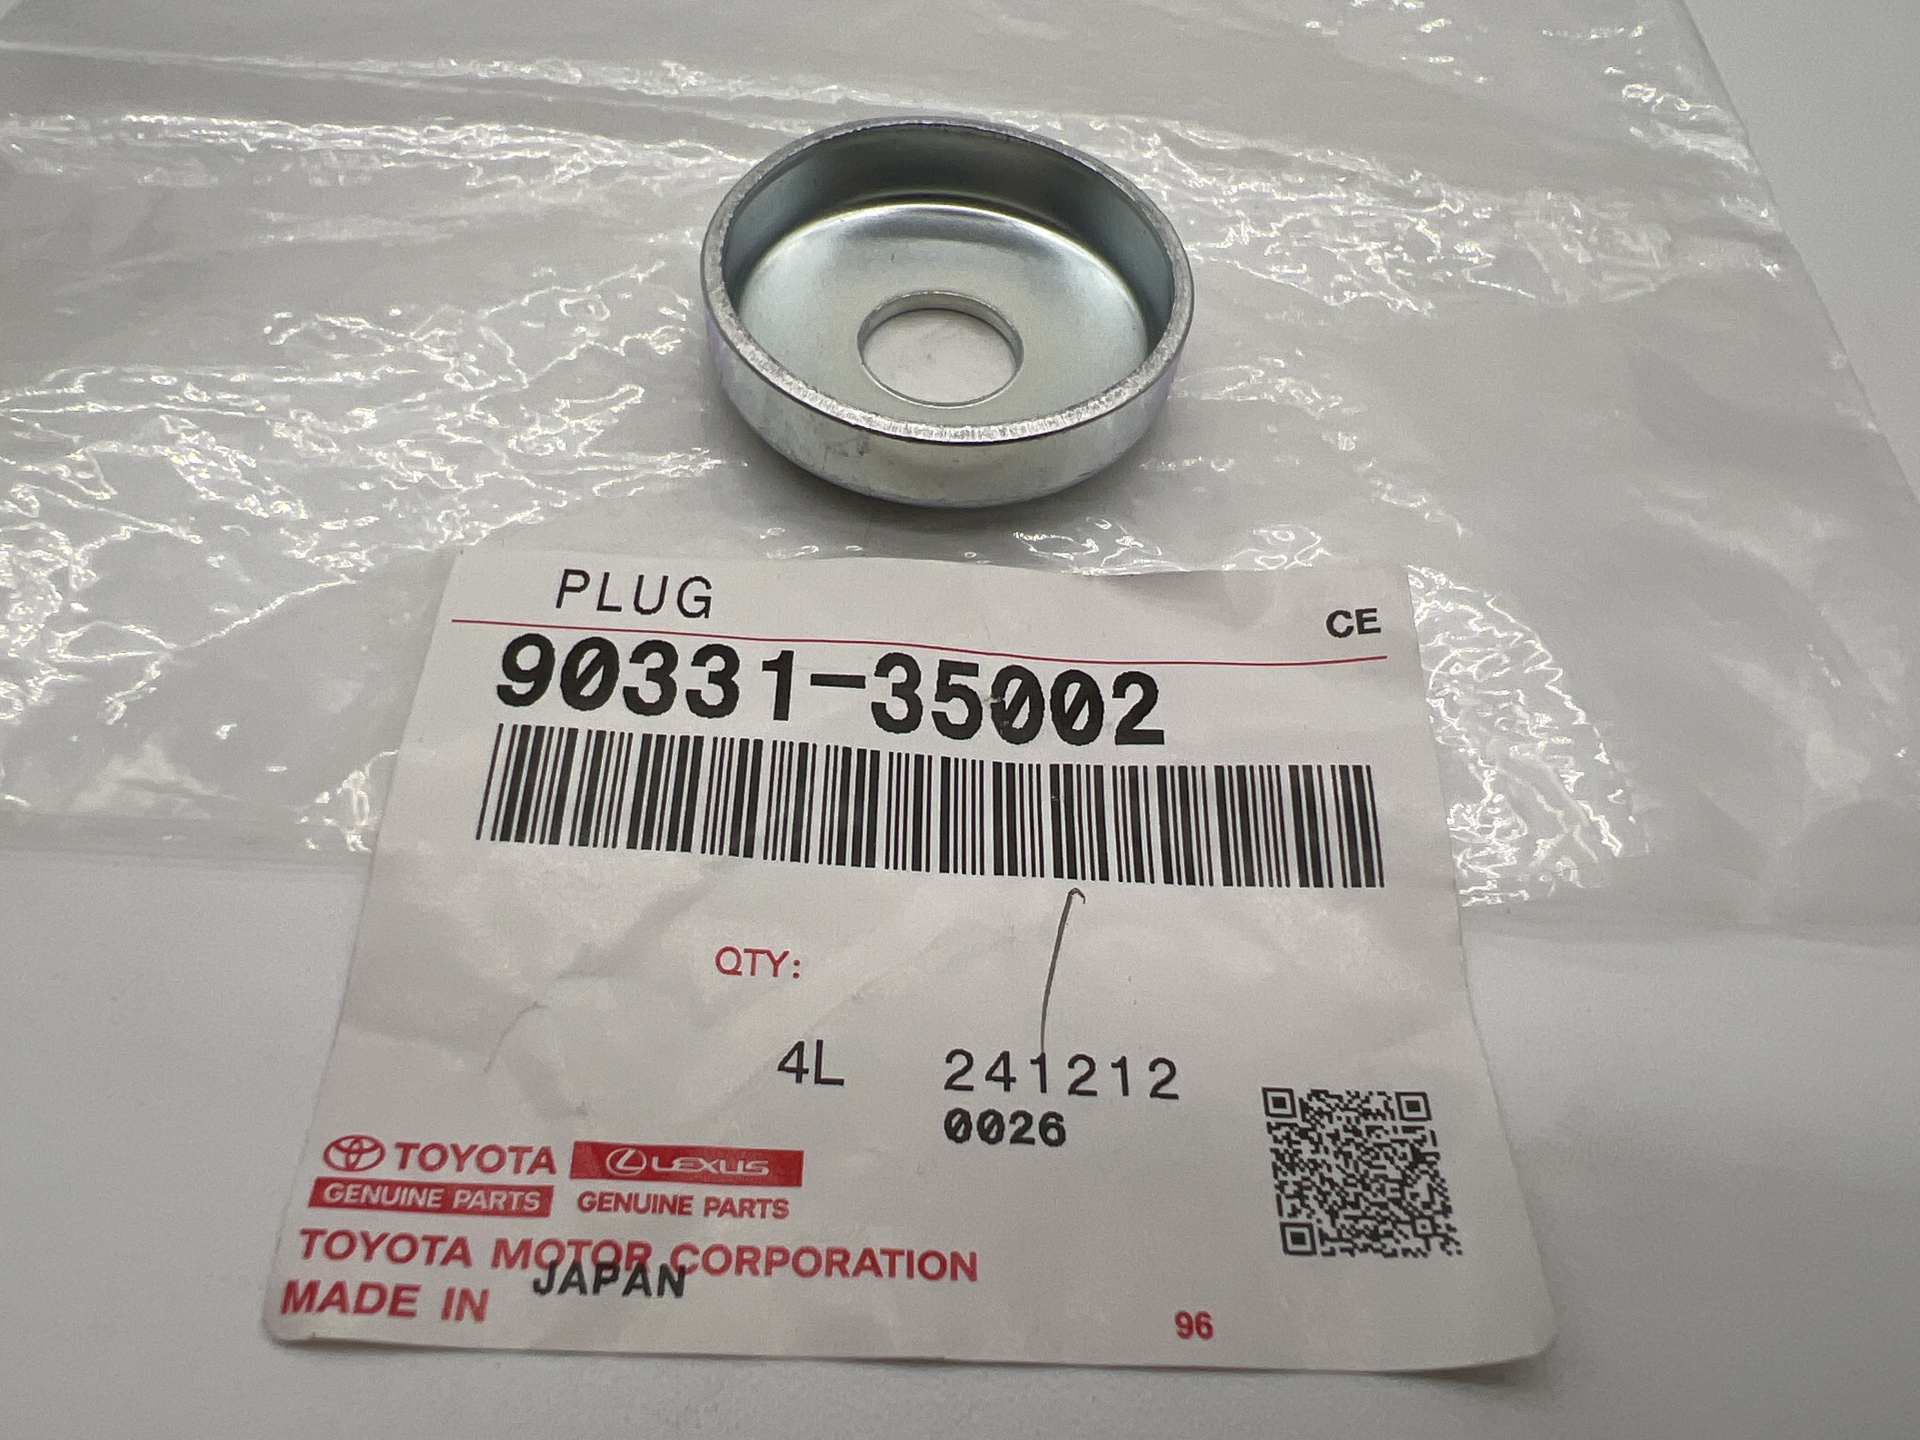 PLUG
CE
90331-35002
QTY:
4L 241212
0026
TOYOTA LEXUS
GENUINE PARTS GENUINE PARTS
TOYOTA MOTOR CORPORATION
MADE IN JAPAN
96